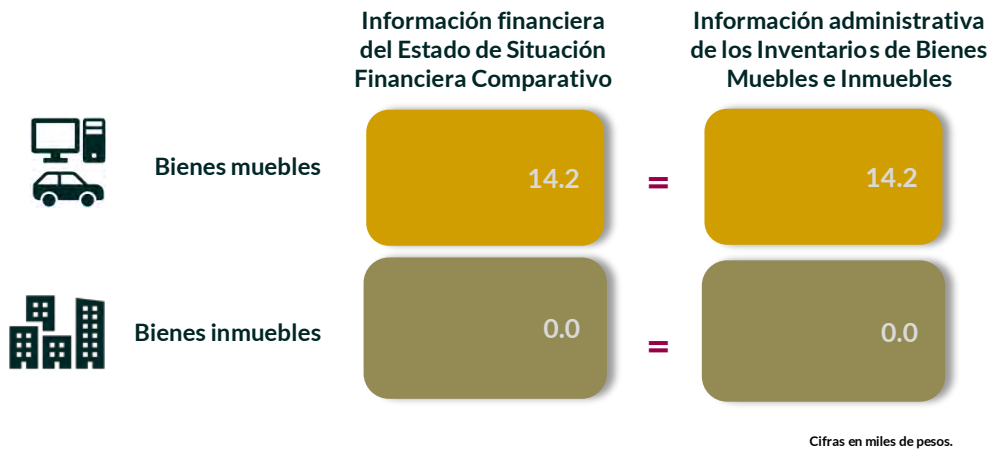 Información financiera
del Estado de Situación
Financiera Comparativo
Información administrativa
de los Inventarios de Bienes
Muebles e Inmuebles
Bienes muebles
14.2
=
14.2
Bienes inmuebles
0.0
=
0.0
Cifras en miles de pesos.